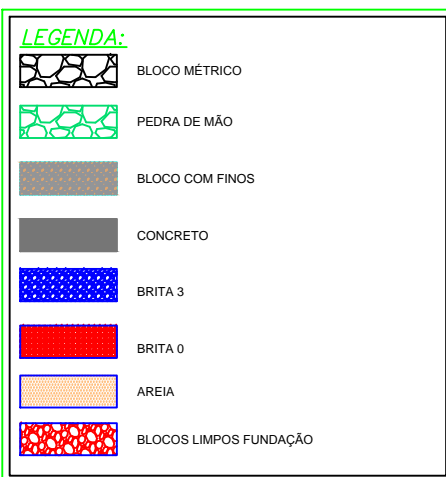 LEGENDA:
BLOCO MÉTRICO
PEDRA DE MÃO
BLOCO COM FINOS
CONCRETO
BRITA 3
BRITA 0
AREIA
BLOCOS LIMPOS FUNDAÇÃO